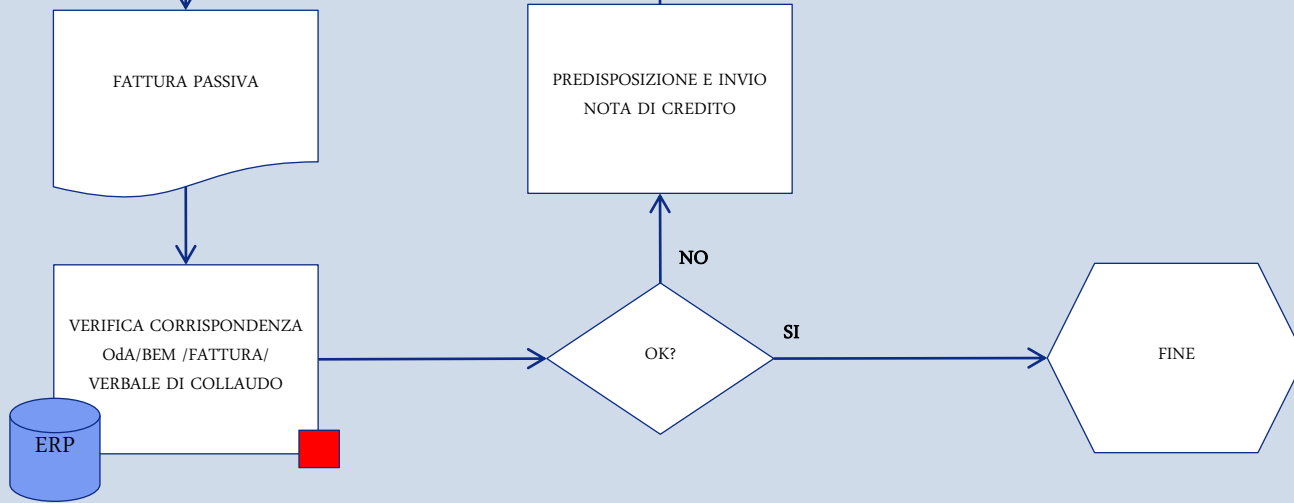 FATTURA PASSIVA
PREDISPOSIZIONE E INVIO
NOTA DI CREDITO
NO
VERIFICA CORRISPONDENZA
OdA/BEM /FATTURA/
VERBALE DI COLLAUDO
ERP
OK?
SI
FINE